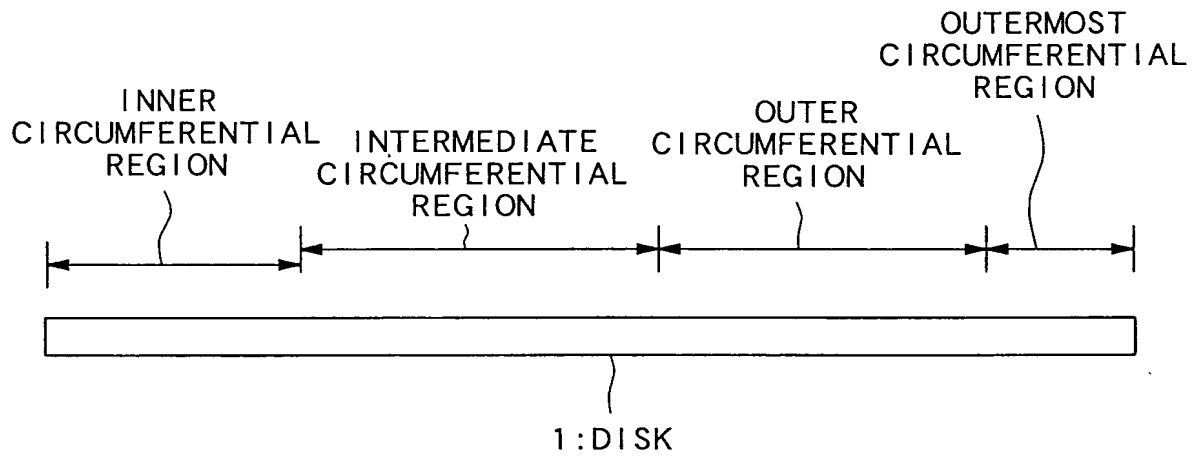 INNER
CIRCUMFERENTIAL
REGION
INTERMEDIATE
CIRCUMFERENTIAL
REGION
OUTER
CIRCUMFERENTIAL
REGION
OUTERMOST
CIRCUMFERENTIAL
REGION
1:DISK